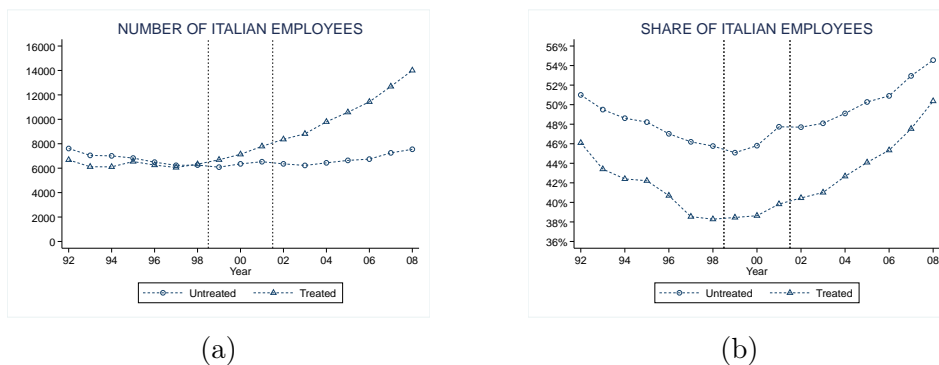 NUMBER OF ITALIAN EMPLOYEES
16000
14000
12000
10000
8000
6000
4000
2000
0
92 94 96 98 00 02 04 06 08
Year
Untreated Treated
(a)
SHARE OF ITALIAN EMPLOYEES
56%
54%
52%
50%
48%
46%
44%
42%
40%
38%
36%
92 94 96 98 00 02 04 06 08
Year
Untreated Treated
(b)